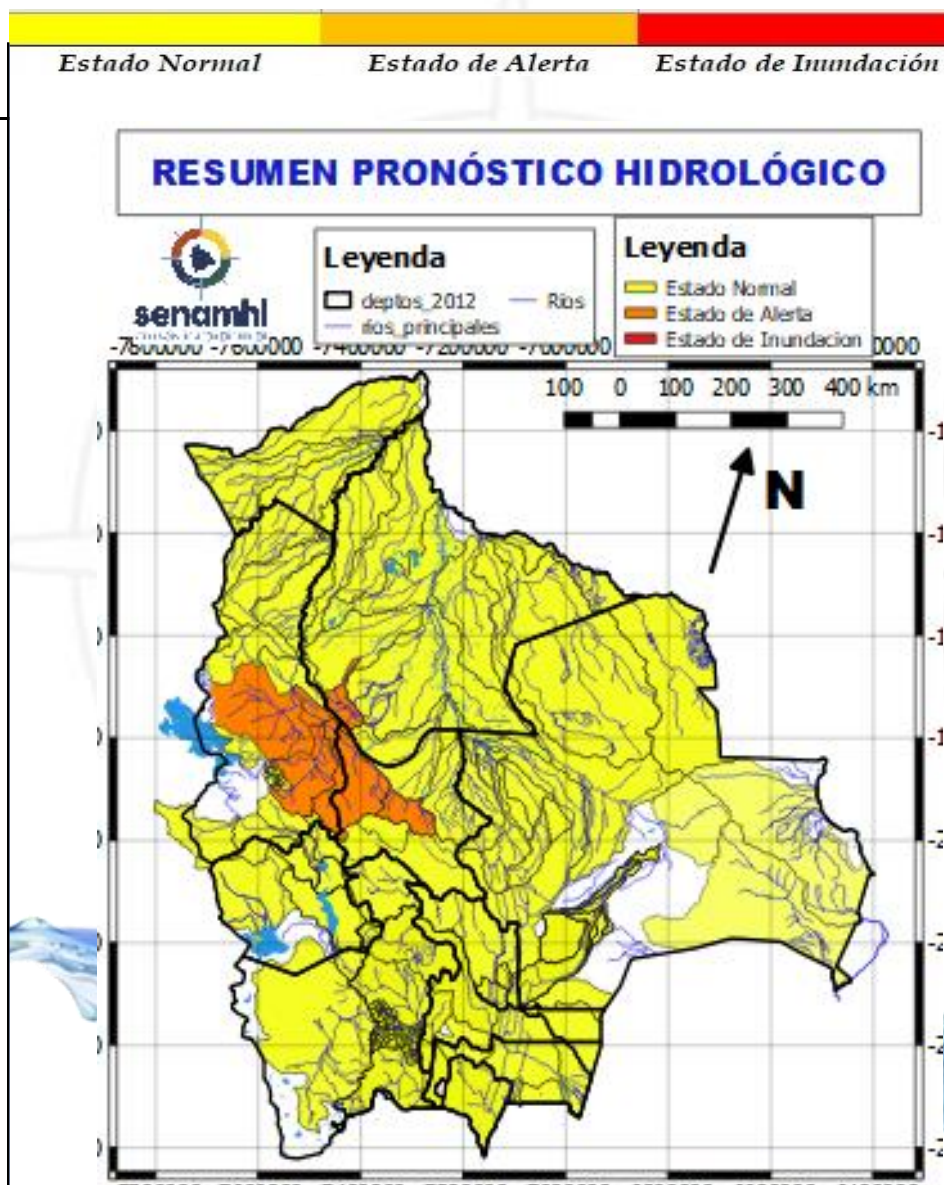 Estado Normal Estado de Alerta Estado de Inundación
RESUMEN PRONÓSTICO HIDROLÓGICO
senamhi
Leyenda
deptos_2012 Rios
rios_principales
Leyenda
Estado Normal
Estado de Alerta
Estado de Inundacion
-7800000 -7600000 -7400000 -7200000 -7000000
100 0 100 200 300 400 km
N